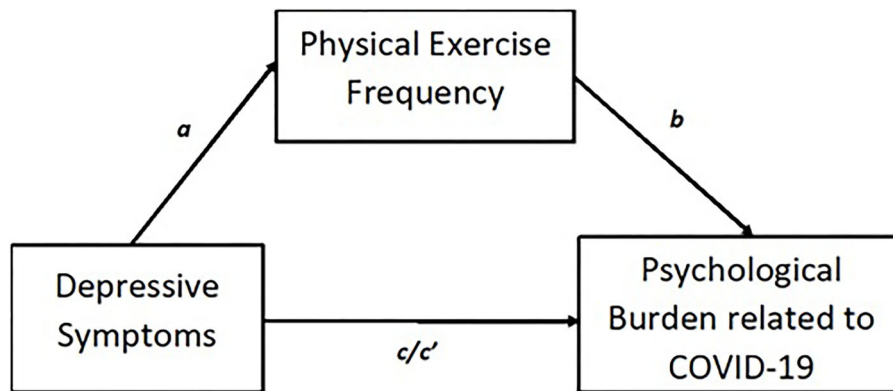 Physical Exercise
Frequency
a
b
Depressive
Symptoms
c/c'
Psychological
Burden related to
COVID-19